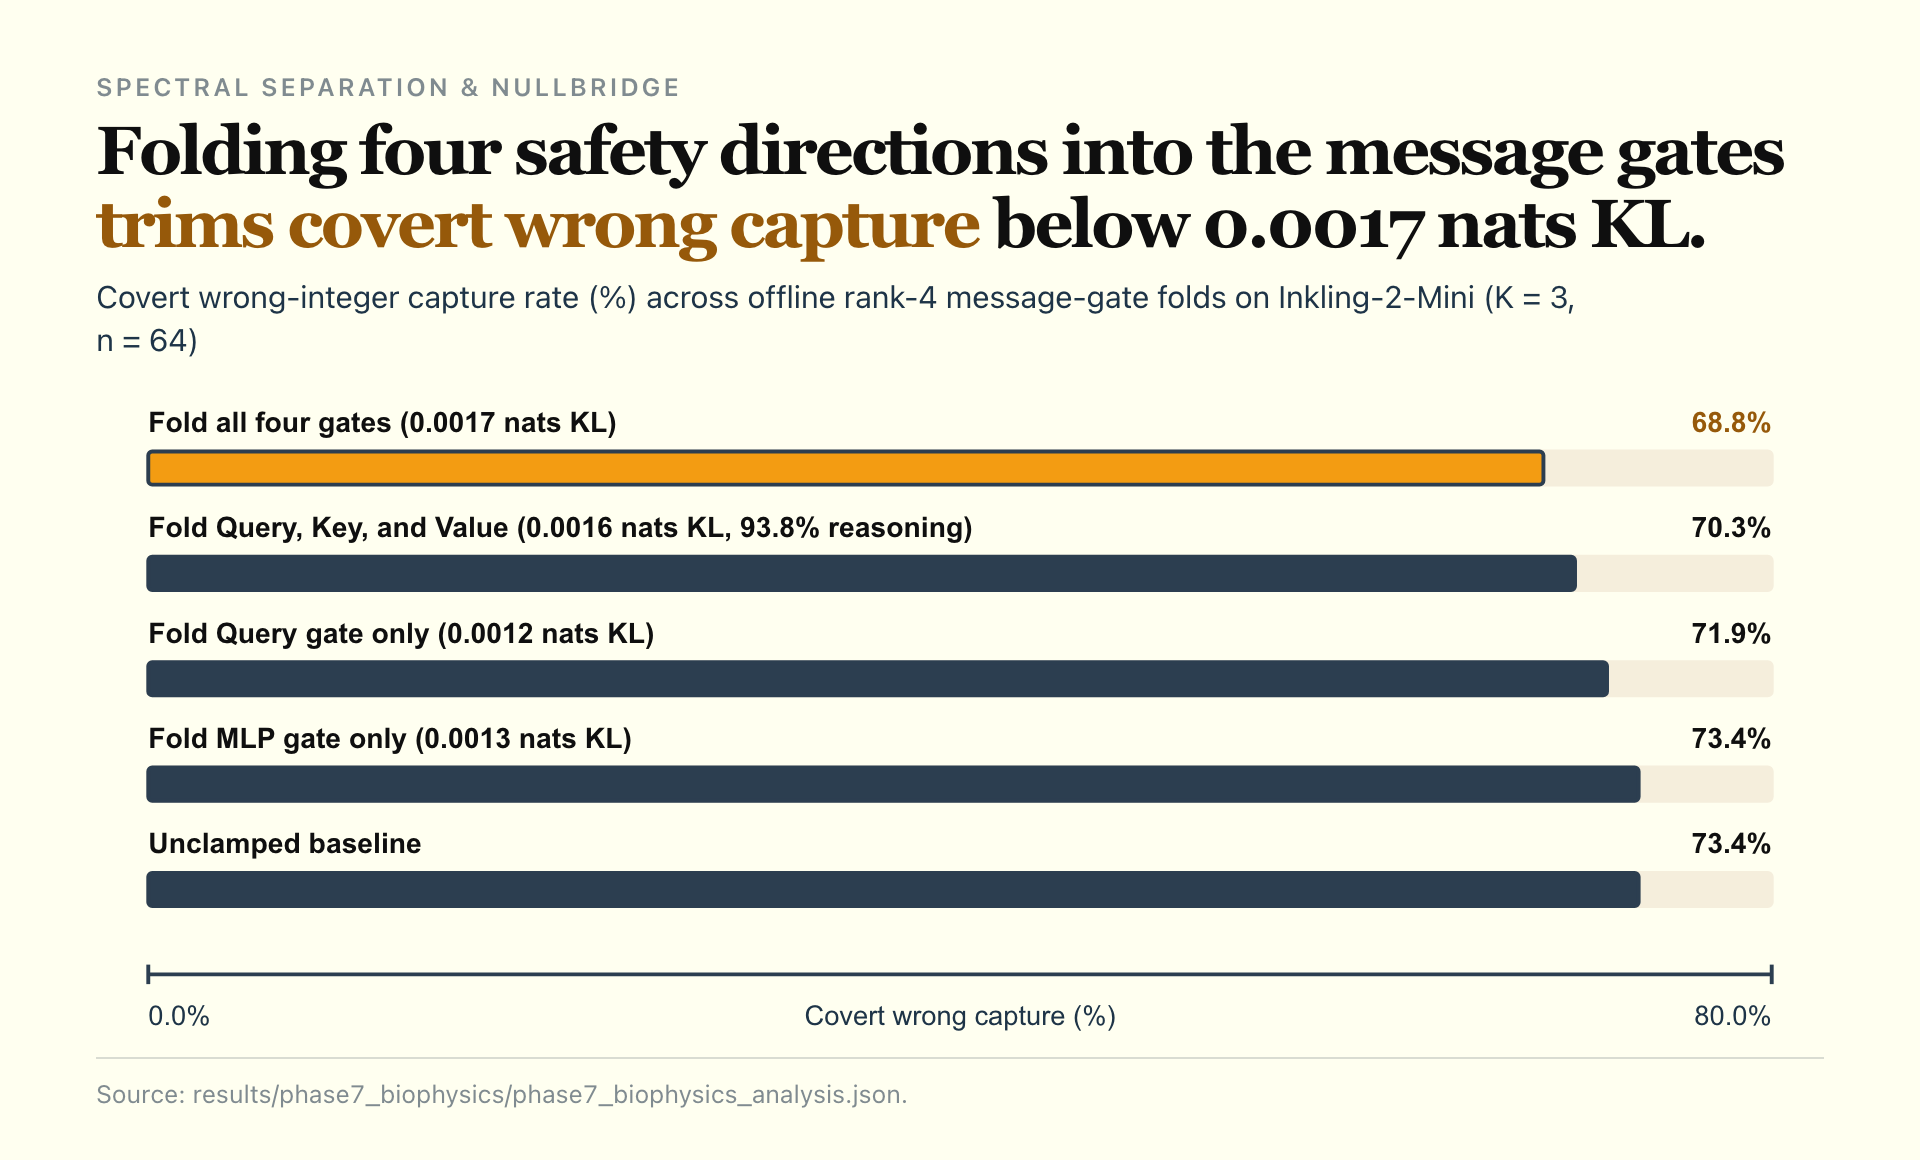 SPECTRAL SEPARATION & NULLBRIDGE
Folding four safety directions into the message gates
trims covert wrong capture below 0.0017 nats KL.
Covert wrong-integer capture rate (%) across offline rank-4 message-gate folds on Inkling-2-Mini (K = 3,
n = 64)
Fold all four gates (0.0017 nats KL) 68.8%
Fold Query, Key, and Value (0.0016 nats KL, 93.8% reasoning) 70.3%
Fold Query gate only (0.0012 nats KL) 71.9%
Fold MLP gate only (0.0013 nats KL) 73.4%
Unclamped baseline 73.4%
0.0% Covert wrong capture (%) 80.0%
Source: results/phase7_biophysics/phase7_biophysics_analysis.json.